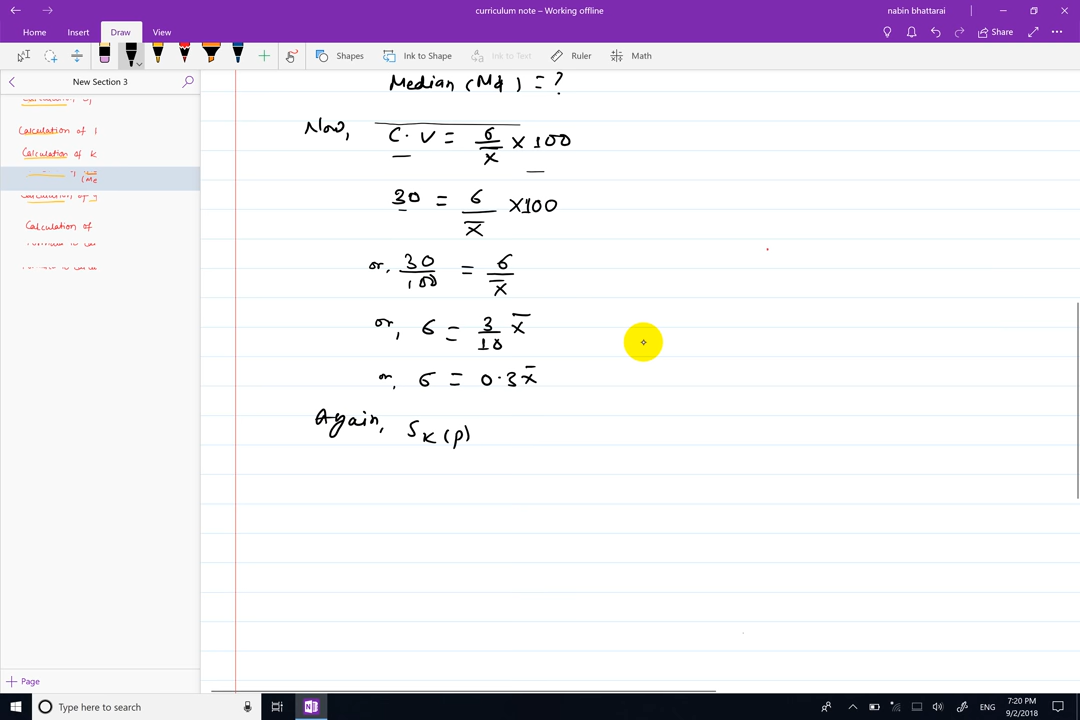 curriculum note – Working offline
nabin bhattarai
Home Insert Draw View
Share
Shapes Ink to Shape Ink to Text Ruler Math
New Section 3
Calculation of
Calculation of k
Calculation of
Median (Md) = ?
Now, C.V = σ/x̄ × 100
30 = σ/x̄ × 100
or, 30/100 = σ/x̄
or, σ = 3/10 x̄
or, σ = 0.3x̄
Again, Sk(p)
Page
Type here to search
ENG
7:20 PM
9/2/2018